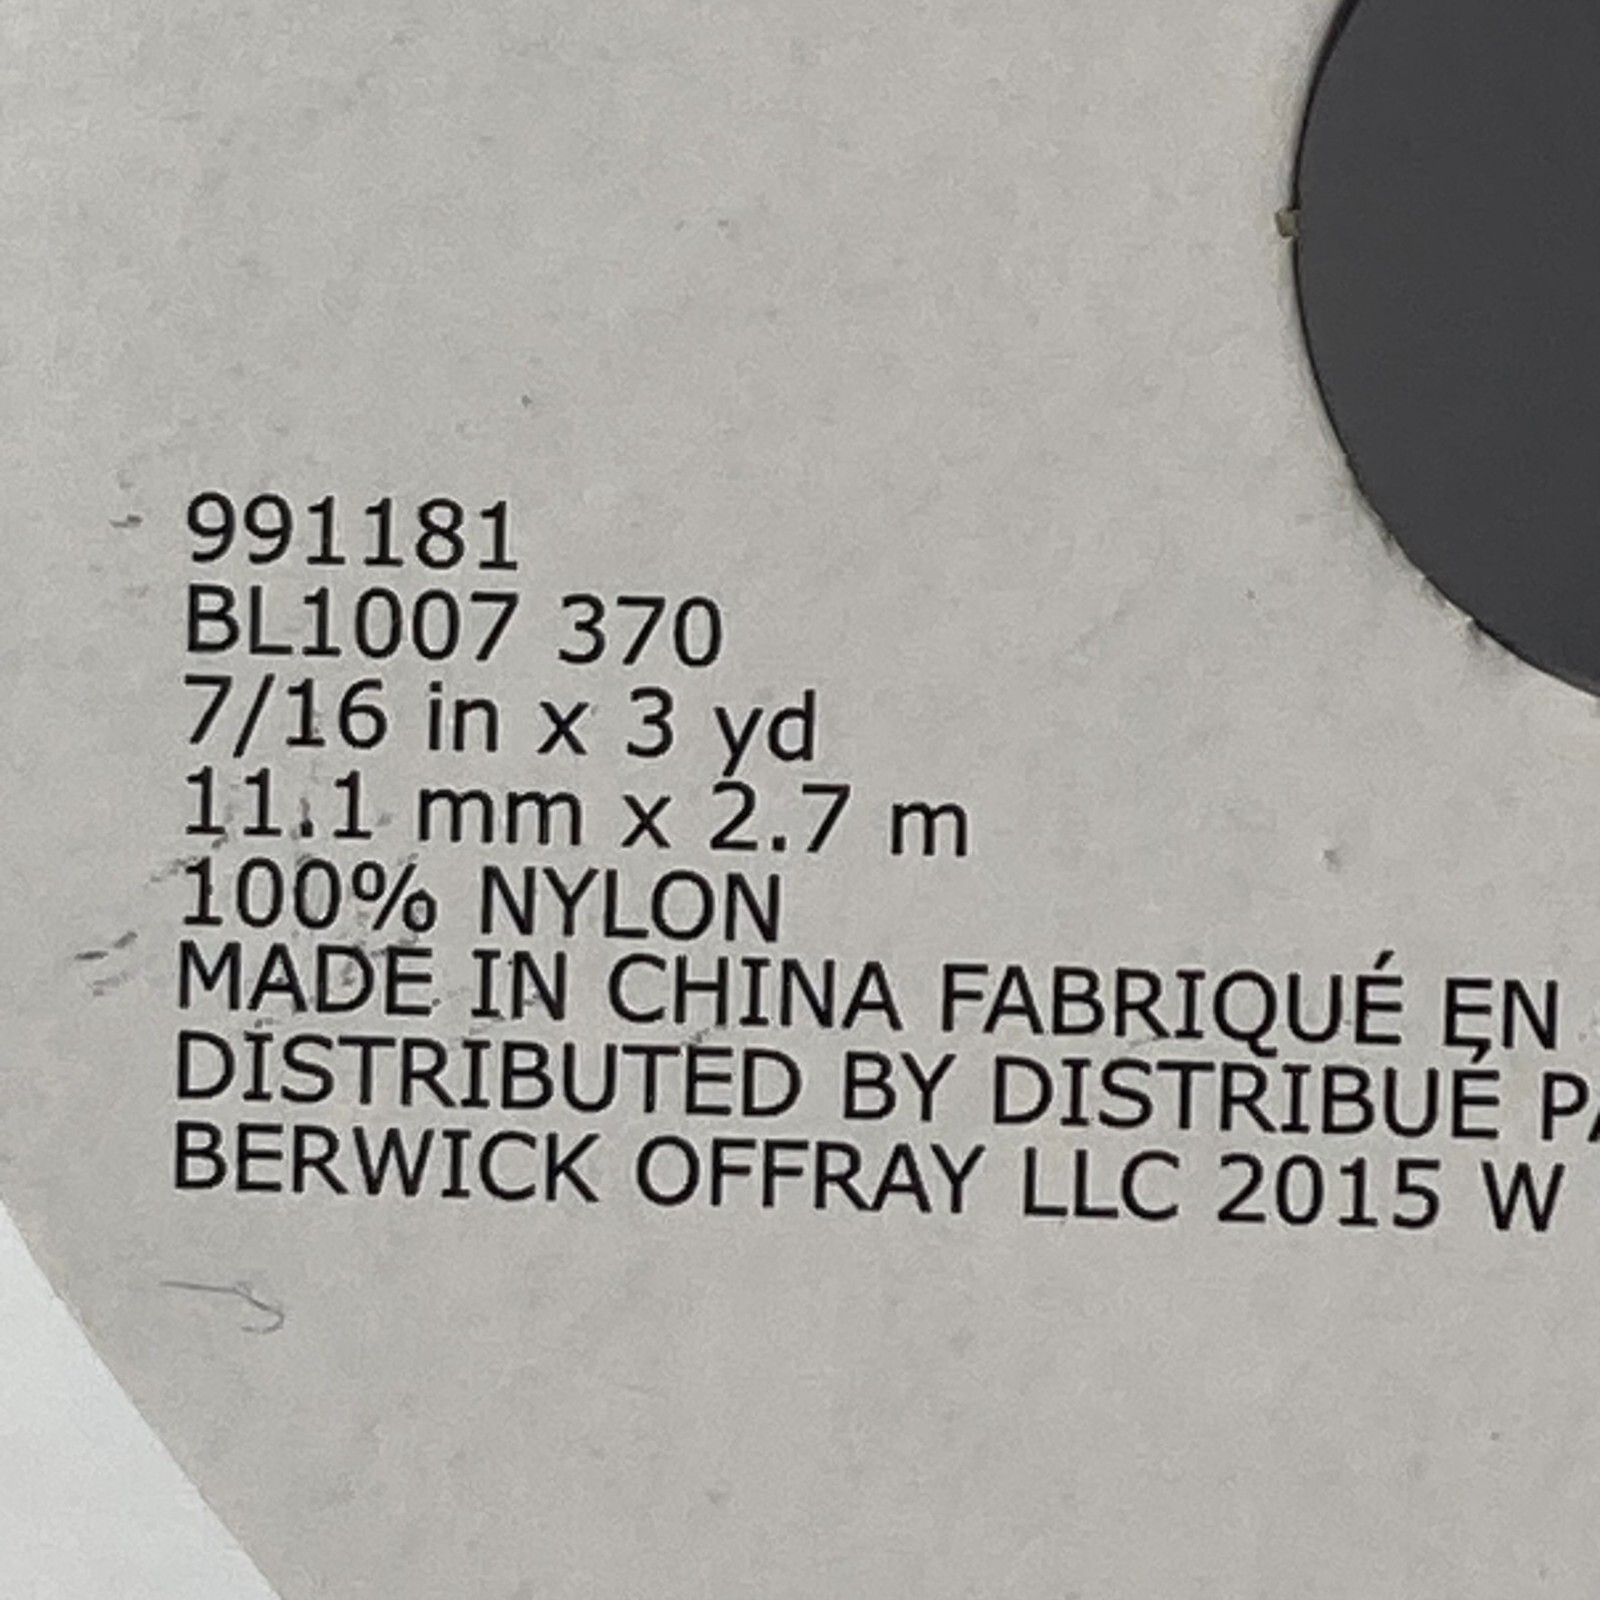 991181
BL1007 370
7/16 in x 3 yd
11.1 mm x 2.7 m
100% NYLON
MADE IN CHINA FABRIQUÉ EN
DISTRIBUTED BY DISTRIBUÉ
BERWICK OFFRAY LLC 2015 W